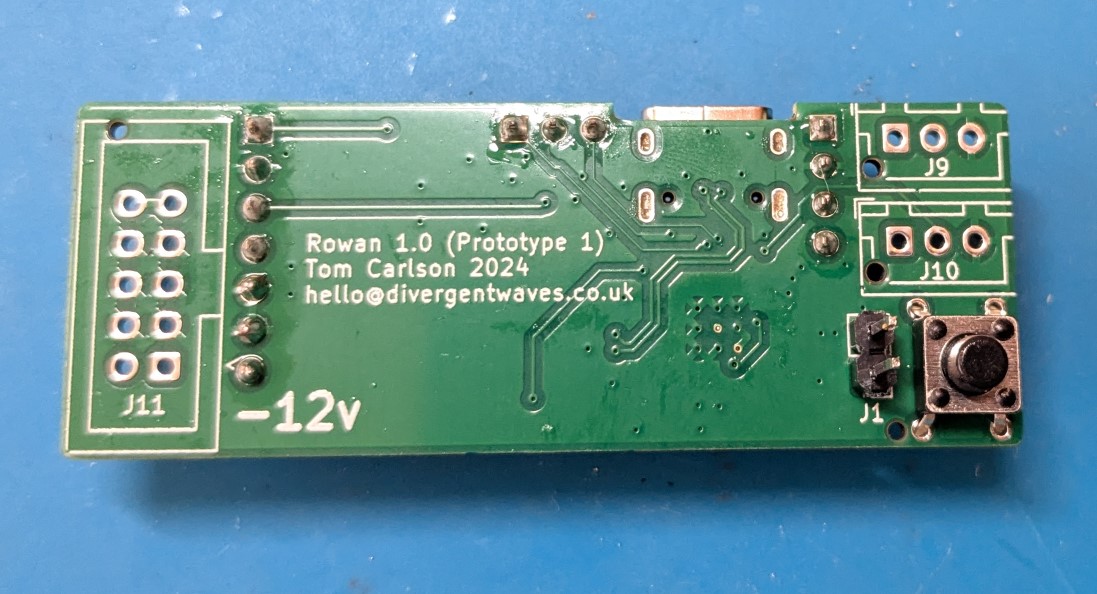 J9
J10
Rowan 1.0 (Prototype 1)
Tom Carlson 2024
hello@divergentwaves.co.uk
J11
-12v
J1